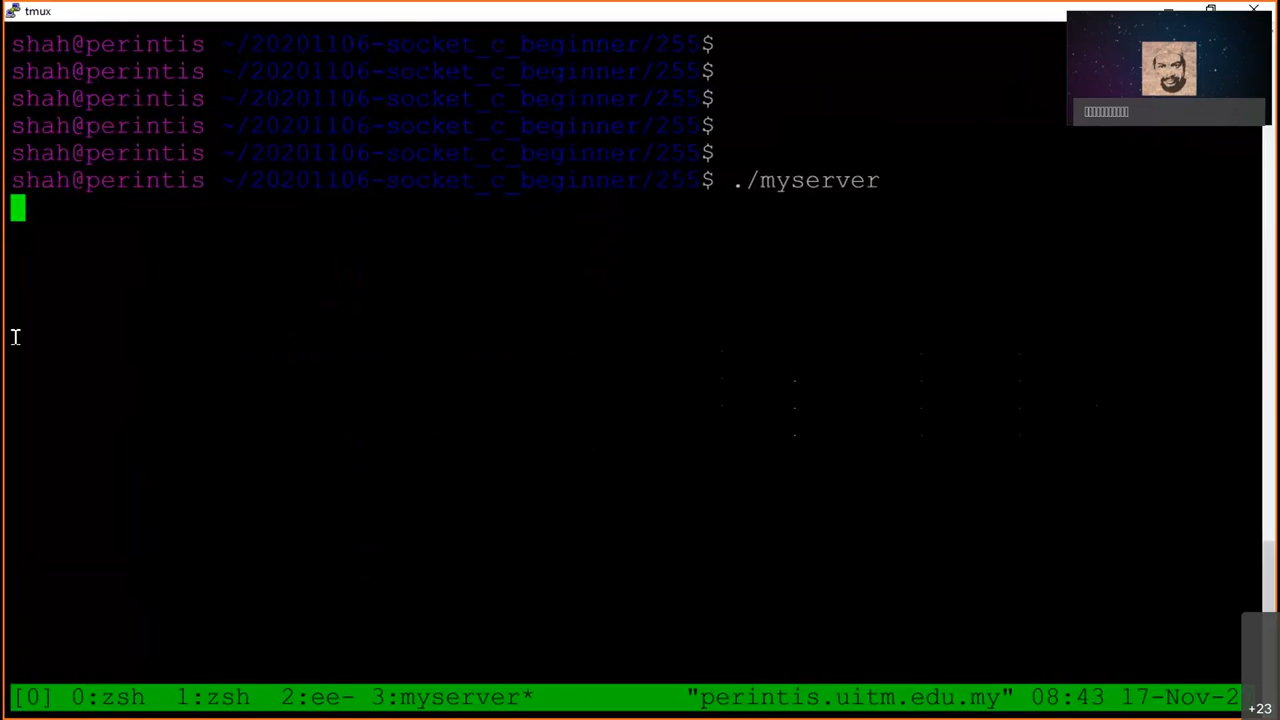 tmux
shah@perintis ~/20201106-socket_c_beginner/255$
shah@perintis ~/20201106-socket_c_beginner/255$
shah@perintis ~/20201106-socket_c_beginner/255$
shah@perintis ~/20201106-socket_c_beginner/255$
shah@perintis ~/20201106-socket_c_beginner/255$
shah@perintis ~/20201106-socket_c_beginner/255$ ./myserver
[0] 0:zsh 1:zsh 2:ee- 3:myserver* "perintis.uitm.edu.my" 08:43 17-Nov-2
+23